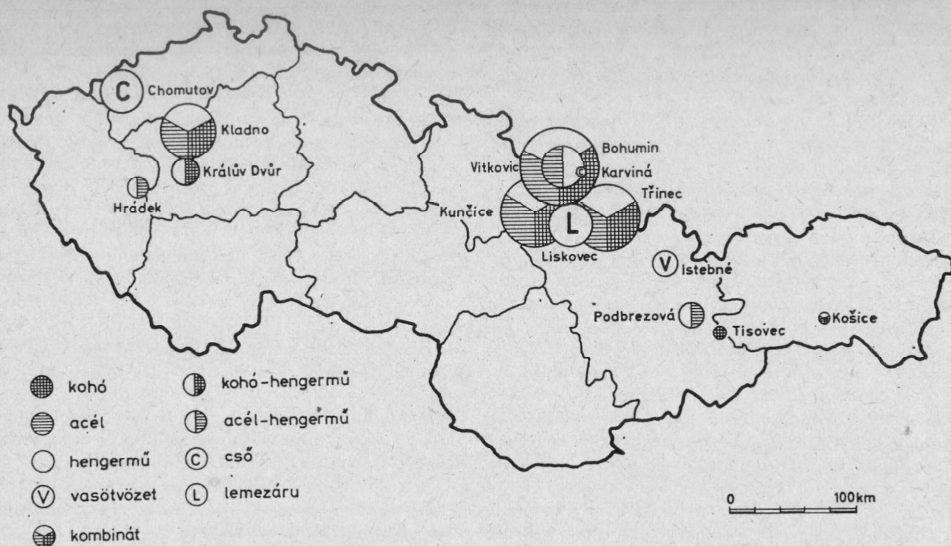 C Chomutov
Kladno
Králův Dvůr
Hrádek
Bohumin
Vitkovic
Karviná
C
Třinec
Kunčice
L
Liskovec
V
Istebné
Podbrezová
Tisovec
Košice
kohó
acél
hengermű
V vasötvözet
kombinát
kohó-hengermű
acél-hengermű
C cső
L lemezáru
0 100km